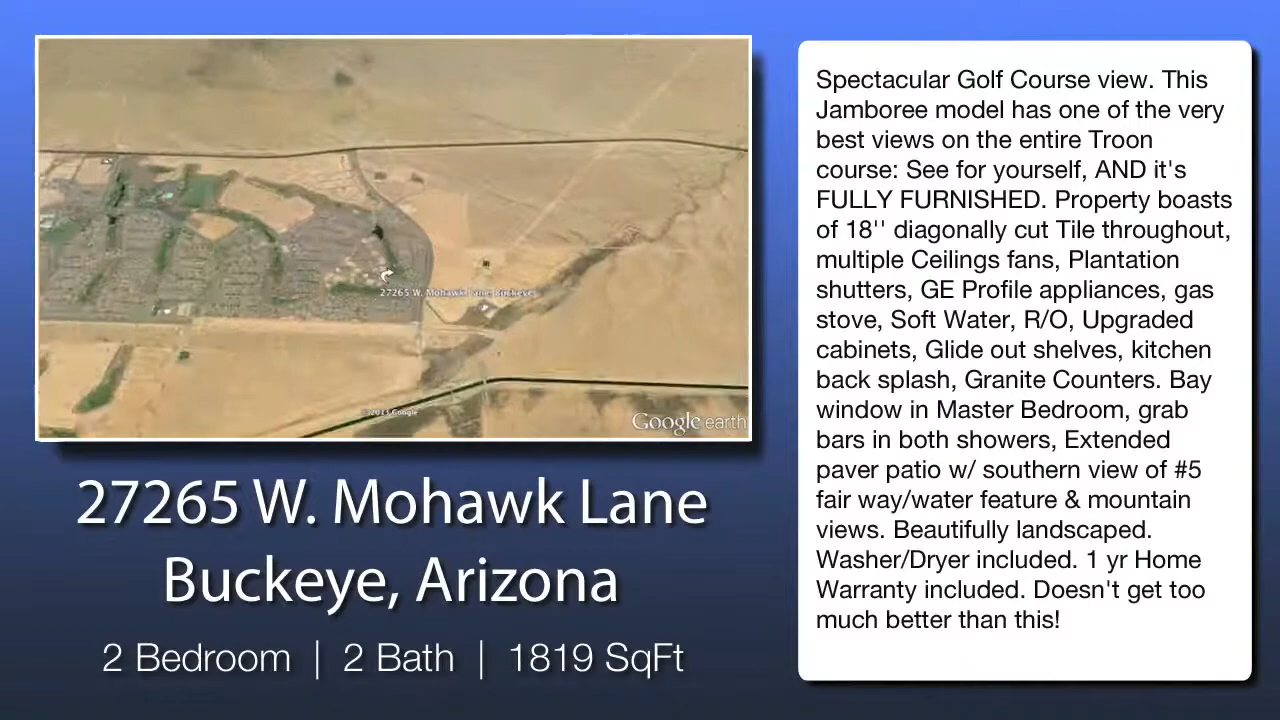 27265 W. Mohawk Lane, Buckeye,
©2013 Google
Google earth
27265 W. Mohawk Lane
Buckeye, Arizona
2 Bedroom | 2 Bath | 1819 SqFt
Spectacular Golf Course view. This
Jamboree model has one of the very
best views on the entire Troon
course: See for yourself, AND it's
FULLY FURNISHED. Property boasts
of 18'' diagonally cut Tile throughout,
multiple Ceilings fans, Plantation
shutters, GE Profile appliances, gas
stove, Soft Water, R/O, Upgraded
cabinets, Glide out shelves, kitchen
back splash, Granite Counters. Bay
window in Master Bedroom, grab
bars in both showers, Extended
paver patio w/ southern view of #5
fair way/water feature & mountain
views. Beautifully landscaped.
Washer/Dryer included. 1 yr Home
Warranty included. Doesn't get too
much better than this!